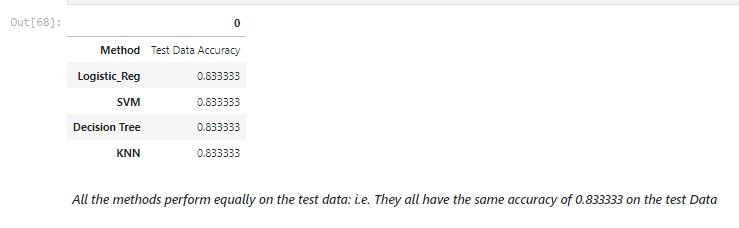 Out[68]:
0
Method Test Data Accuracy
Logistic_Reg 0.833333
SVM 0.833333
Decision Tree 0.833333
KNN 0.833333
All the methods perform equally on the test data: i.e. They all have the same accuracy of 0.833333 on the test Data